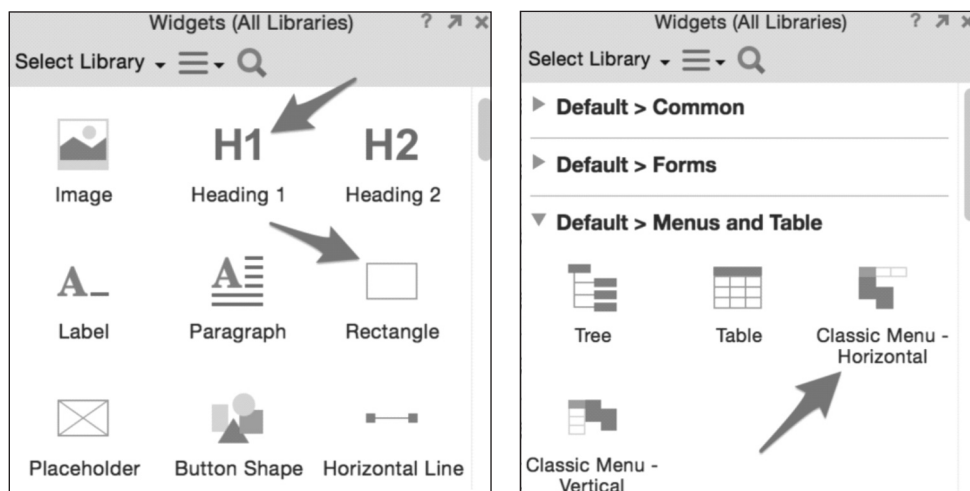 Widgets (All Libraries) ?
Select Library
H1 H2
Image Heading 1 Heading 2
A A
Label Paragraph Rectangle
Placeholder Button Shape Horizontal Line
Widgets (All Libraries) ?
Select Library
Default > Common
Default > Forms
Default > Menus and Table
Tree Table Classic Menu -
Horizontal
Classic Menu -
Vertical